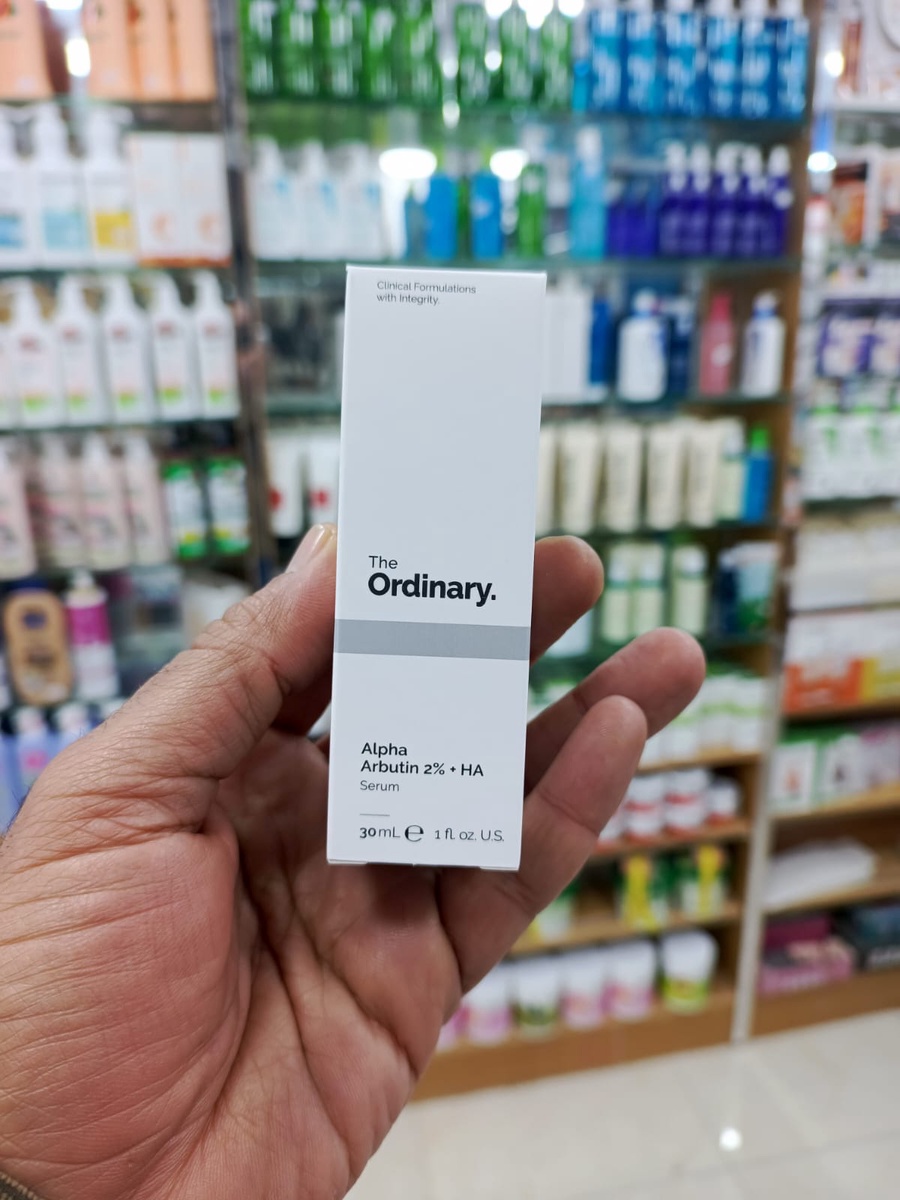 Clinical Formulations
with Integrity.
The
Ordinary.
Alpha
Arbutin 2% + HA
Serum
30 mL ℮ 1 fl. oz. U.S.